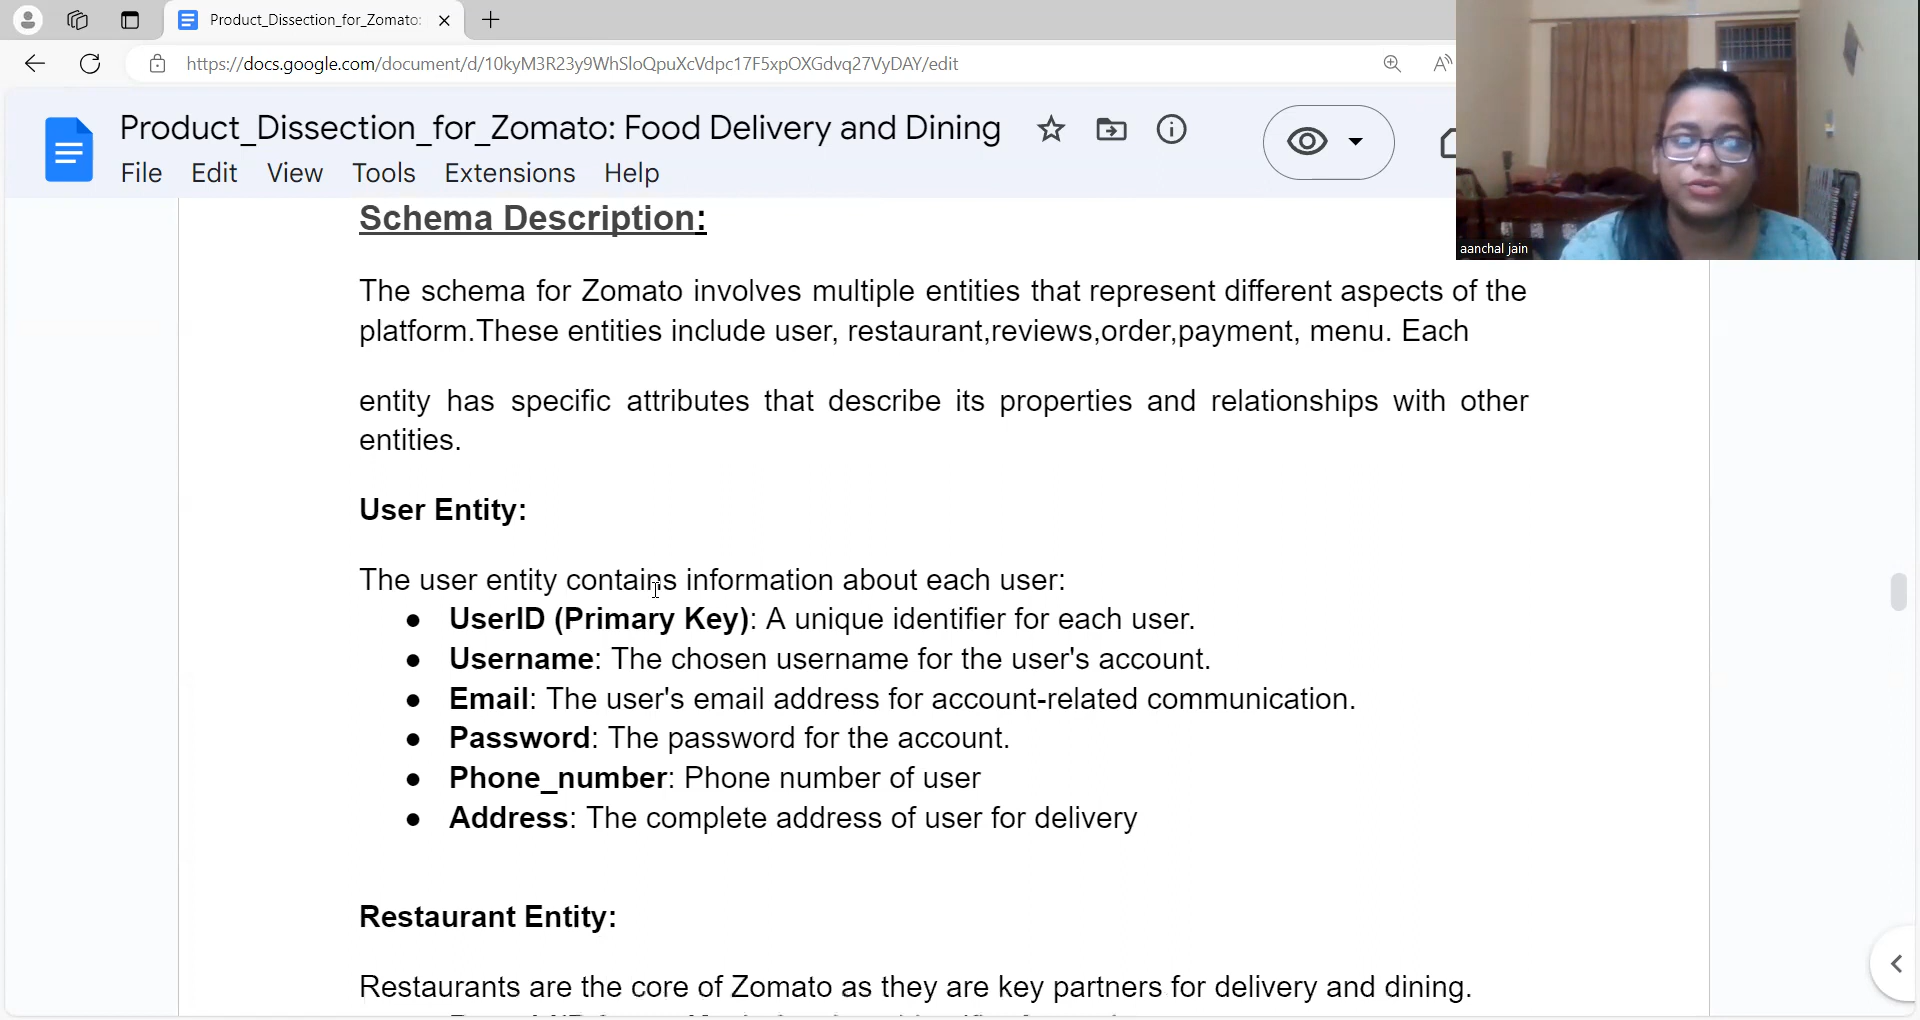 Product_Dissection_for_Zomato:
https://docs.google.com/document/d/10kyM3R23y9WhSloQpuXcVdpc17F5xpOXGdvq27VyDAY/edit
Product_Dissection_for_Zomato: Food Delivery and Dining
File Edit View Tools Extensions Help
aanchal jain
Schema Description:
The schema for Zomato involves multiple entities that represent different aspects of the
platform.These entities include user, restaurant,reviews,order,payment, menu. Each
entity has specific attributes that describe its properties and relationships with other
entities.
User Entity:
The user entity contains information about each user:
● UserID (Primary Key): A unique identifier for each user.
● Username: The chosen username for the user's account.
● Email: The user's email address for account-related communication.
● Password: The password for the account.
● Phone_number: Phone number of user
● Address: The complete address of user for delivery
Restaurant Entity:
Restaurants are the core of Zomato as they are key partners for delivery and dining.